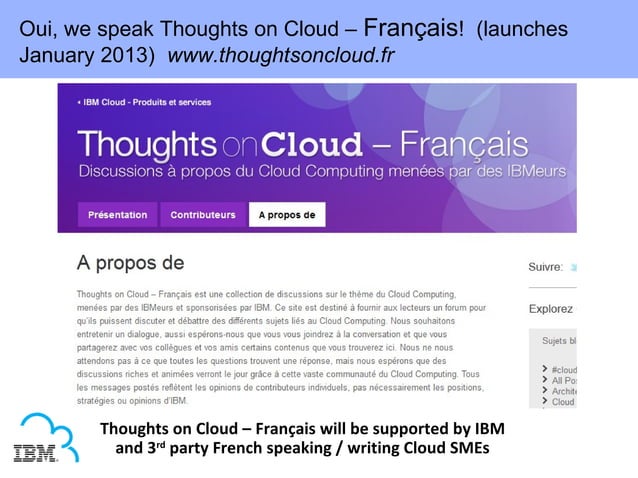 Oui, we speak Thoughts on Cloud – Français! (launches
January 2013) www.thoughtsoncloud.fr
IBM Cloud - Produits et services
Thoughts on Cloud – Français
Discussions à propos du Cloud Computing menées par des IBMeurs
Présentation Contributeurs A propos de
A propos de
Suivre:
Thoughts on Cloud – Français est une collection de discussions sur le thème du Cloud Computing,
menées par des IBMeurs et sponsorisées par IBM. Ce site est destiné à fournir aux lecteurs un forum pour
qu'ils puissent discuter et débattre des différents sujets liés au Cloud Computing. Nous souhaitons
entretenir un dialogue, aussi espérons-nous que vous vous joindrez à la conversation et que vous
partagerez avec vos collègues et vos amis certains contenus que vous trouverez ici. Nous ne nous
attendons pas à ce que toutes les questions trouvent une réponse, mais nous espérons que des
discussions riches et animées verront le jour grâce à cette vaste communauté du Cloud Computing. Tous
les messages postés reflètent les opinions de contributeurs individuels, pas nécessairement les positions,
stratégies ou opinions d'IBM.
Explorez
Sujets bl
#cloud
All Po
Archit
Cloud
Thoughts on Cloud – Français will be supported by IBM
and 3rd party French speaking / writing Cloud SMEs
IBM